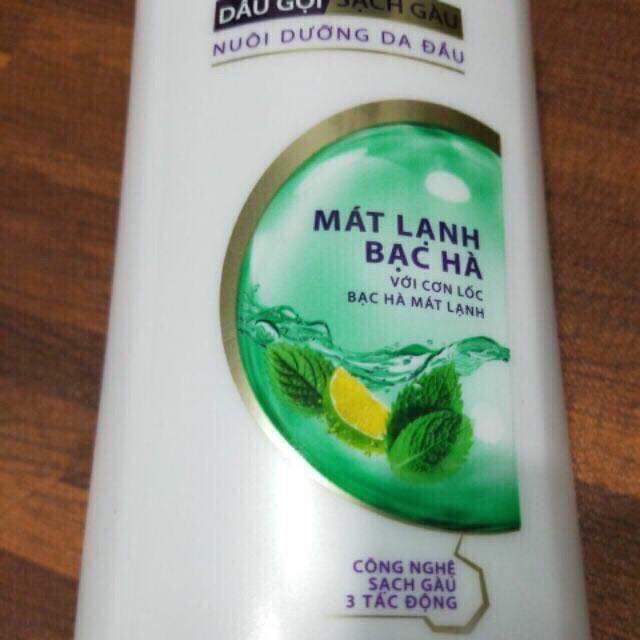 DẦU GỘI SẠCH GÀU
NUÔI DƯỠNG DA ĐẦU
MÁT LẠNH
BẠC HÀ
VỚI CƠN LỐC
BẠC HÀ MÁT LẠNH
CÔNG NGHỆ
SẠCH GÀU
3 TÁC ĐỘNG